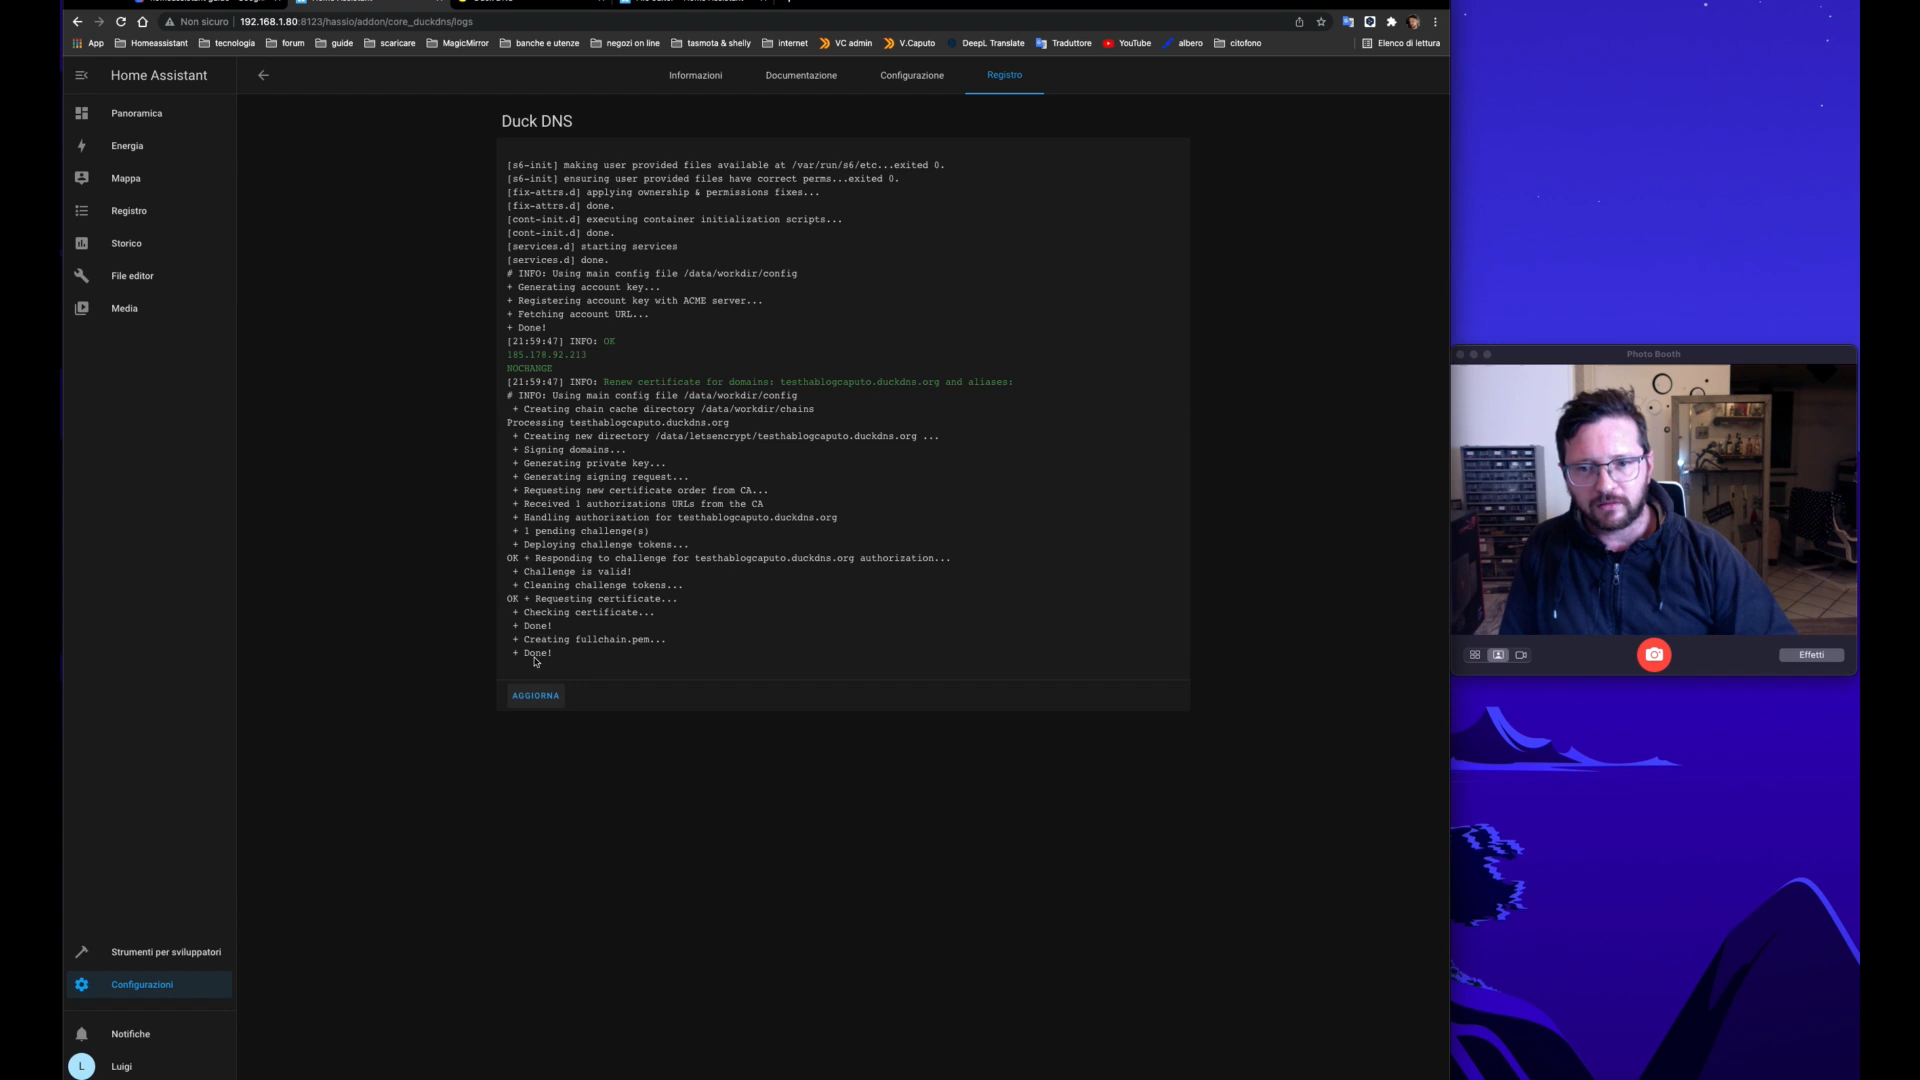 Home Assistant
Duck DNS
Non sicuro
192.168.1.80:8123/hassio/addon/core_duckdns/logs
App
Homeassistant
tecnologia
forum
guide
scaricare
MagicMirror
banche e utenze
negozi on line
tasmota & shelly
internet
VC admin
V.Caputo
DeepL Translate
Traduttore
YouTube
albero
citofono
Elenco di lettura
Home Assistant
Informazioni
Documentazione
Configurazione
Registro
Panoramica
Energia
Mappa
Registro
Storico
File editor
Media
Strumenti per sviluppatori
Configurazioni
Notifiche
L
Luigi
Duck DNS
[s6-init] making user provided files available at /var/run/s6/etc...exited 0.
[s6-init] ensuring user provided files have correct perms...exited 0.
[fix-attrs.d] applying ownership & permissions fixes...
[fix-attrs.d] done.
[cont-init.d] executing container initialization scripts...
[cont-init.d] done.
[services.d] starting services
[services.d] done.
# INFO: Using main config file /data/workdir/config
+ Generating account key...
+ Registering account key with ACME server...
+ Fetching account URL...
+ Done!
[21:59:47] INFO: OK
185.178.92.213
NOCHANGE
[21:59:47] INFO: Renew certificate for domains: testhablogcaputo.duckdns.org and aliases:
# INFO: Using main config file /data/workdir/config
+ Creating chain cache directory /data/workdir/chains
Processing testhablogcaputo.duckdns.org
+ Creating new directory /data/letsencrypt/testhablogcaputo.duckdns.org ...
+ Signing domains...
+ Generating private key...
+ Generating signing request...
+ Requesting new certificate order from CA...
+ Received 1 authorizations URLs from the CA
+ Handling authorization for testhablogcaputo.duckdns.org
+ 1 pending challenge(s)
+ Deploying challenge tokens...
OK + Responding to challenge for testhablogcaputo.duckdns.org authorization...
+ Challenge is valid!
+ Cleaning challenge tokens...
OK + Requesting certificate...
+ Checking certificate...
+ Done!
+ Creating fullchain.pem...
+ Done!
AGGIORNA
Photo Booth
Effetti